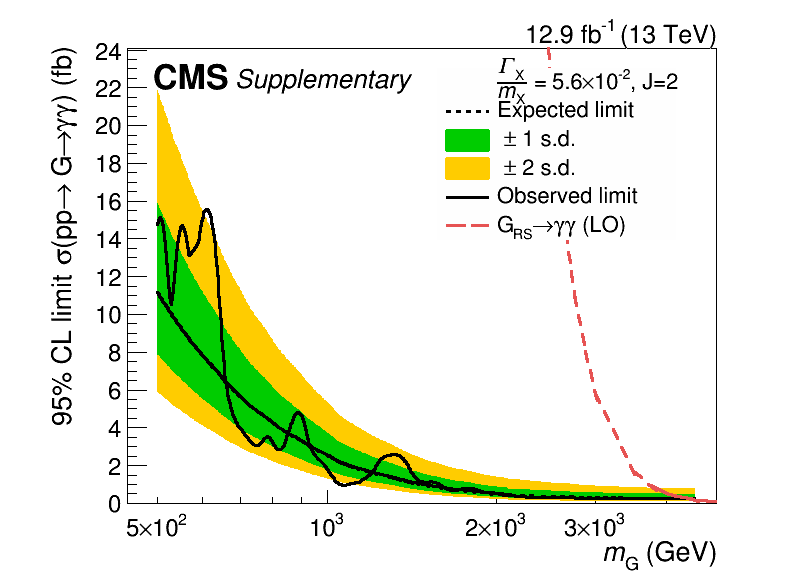 12.9 fb⁻¹ (13 TeV)
CMS Supplementary
Γ_X / m_X = 5.6×10⁻², J=2
Expected limit
± 1 s.d.
± 2 s.d.
Observed limit
G_RS→γγ (LO)
95% CL limit σ(pp→ G→γγ) (fb)
24
22
20
18
16
14
12
10
8
6
4
2
0
5×10² 10³ 2×10³ 3×10³
m_G (GeV)